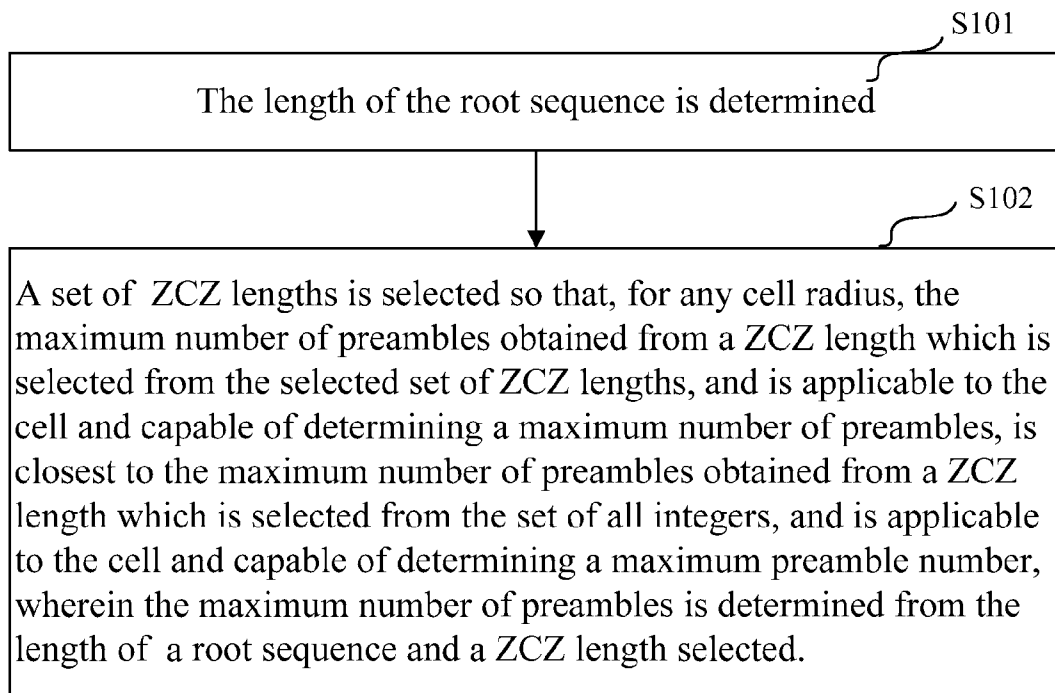 S101
The length of the root sequence is determined
S102
A set of ZCZ lengths is selected so that, for any cell radius, the
maximum number of preambles obtained from a ZCZ length which is
selected from the selected set of ZCZ lengths, and is applicable to the
cell and capable of determining a maximum number of preambles, is
closest to the maximum number of preambles obtained from a ZCZ
length which is selected from the set of all integers, and is applicable
to the cell and capable of determining a maximum preamble number,
wherein the maximum number of preambles is determined from the
length of a root sequence and a ZCZ length selected.